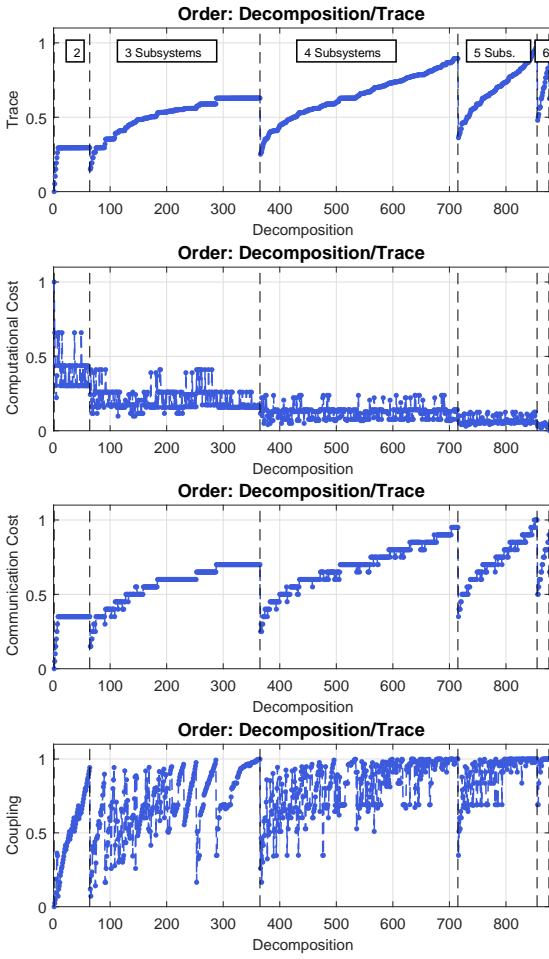 Order: Decomposition/Trace
2 3 Subsystems 4 Subsystems 5 Subs. 6
1
0.5
0
Trace
0 100 200 300 400 500 600 700 800
Decomposition
Order: Decomposition/Trace
1
0.5
0
Computational Cost
0 100 200 300 400 500 600 700 800
Decomposition
Order: Decomposition/Trace
1
0.5
0
Communication Cost
0 100 200 300 400 500 600 700 800
Decomposition
Order: Decomposition/Trace
1
0.5
0
Coupling
0 100 200 300 400 500 600 700 800
Decomposition